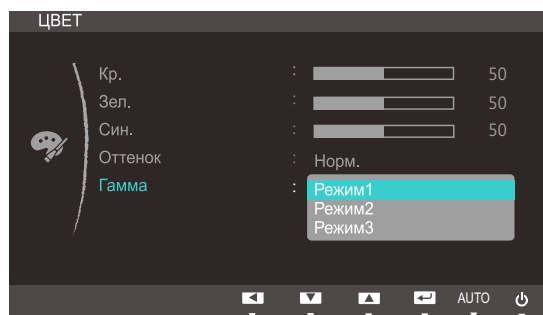 ЦВЕТ
Кр. : 50
Зел. : 50
Син. : 50
Оттенок : Норм.
Гамма : Режим1
Режим2
Режим3
AUTO